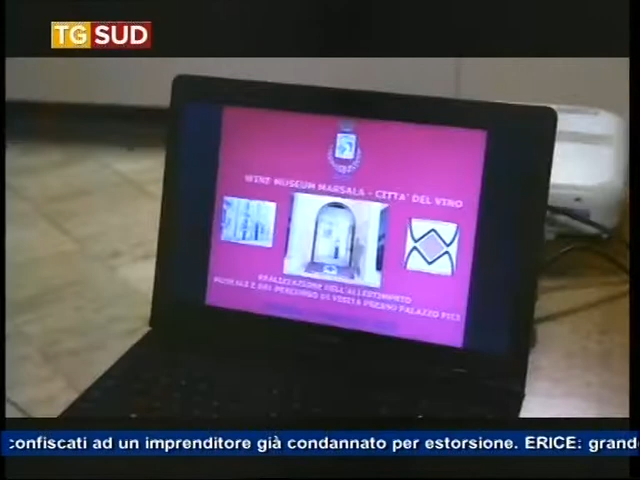 TG SUD
WINE MUSEUM MARSALA - CITTA' DEL VINO
REALIZZAZIONE DELL'ALLESTIMENTO
MUSEALE E DEL PERCORSO DI VISITA PRESSO PALAZZO FICI
confiscati ad un imprenditore già condannato per estorsione. ERICE: grand